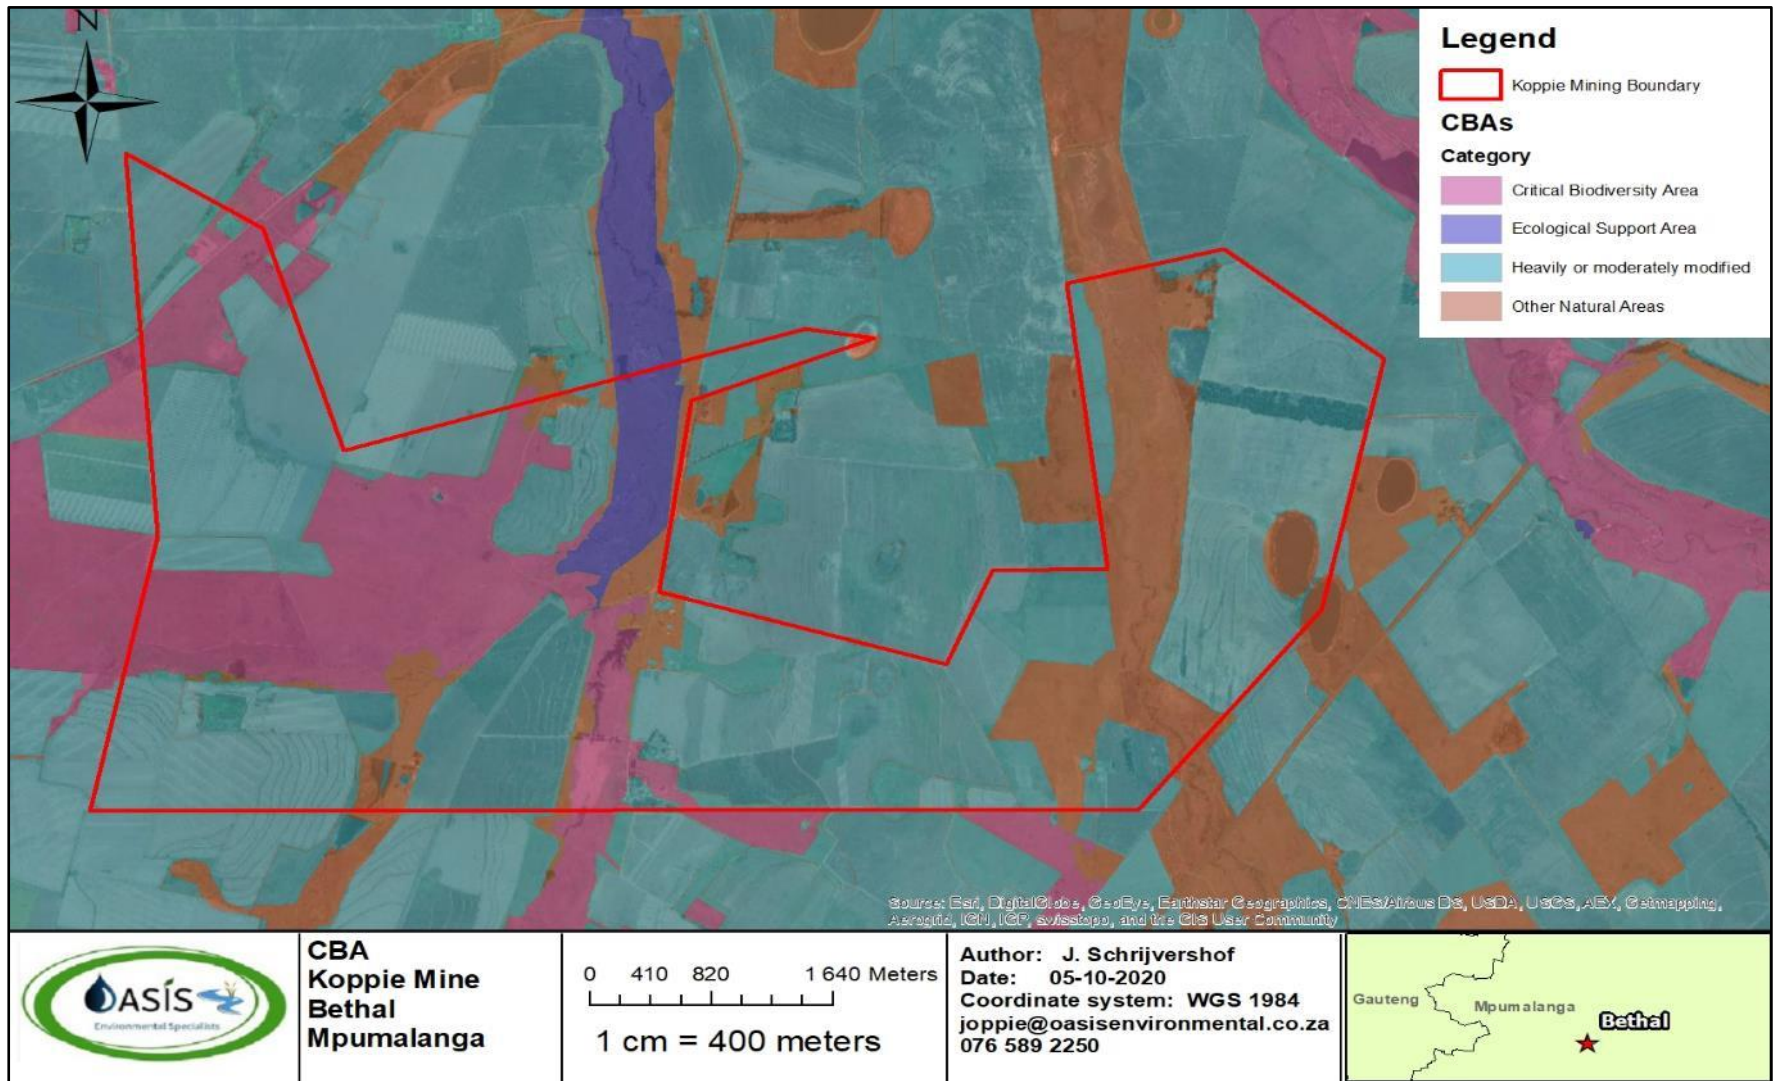 N
Legend
Koppie Mining Boundary
CBAs
Category
Critical Biodiversity Area
Ecological Support Area
Heavily or moderately modified
Other Natural Areas
Source: Esri, DigitalGlobe, GeoEye, Earthstar Geographics, CNES/Airbus DS, USDA, USGS, AEX, Getmapping,
Aerogrid, IGN, IGP, swisstopo, and the GIS User Community
OASIS
Environmental Specialists
CBA
Koppie Mine
Bethal
Mpumalanga
0 410 820 1 640 Meters
1 cm = 400 meters
Author: J. Schrijvershof
Date: 05-10-2020
Coordinate system: WGS 1984
joppie@oasisenvironmental.co.za
076 589 2250
Gauteng
Mpumalanga
Bethal